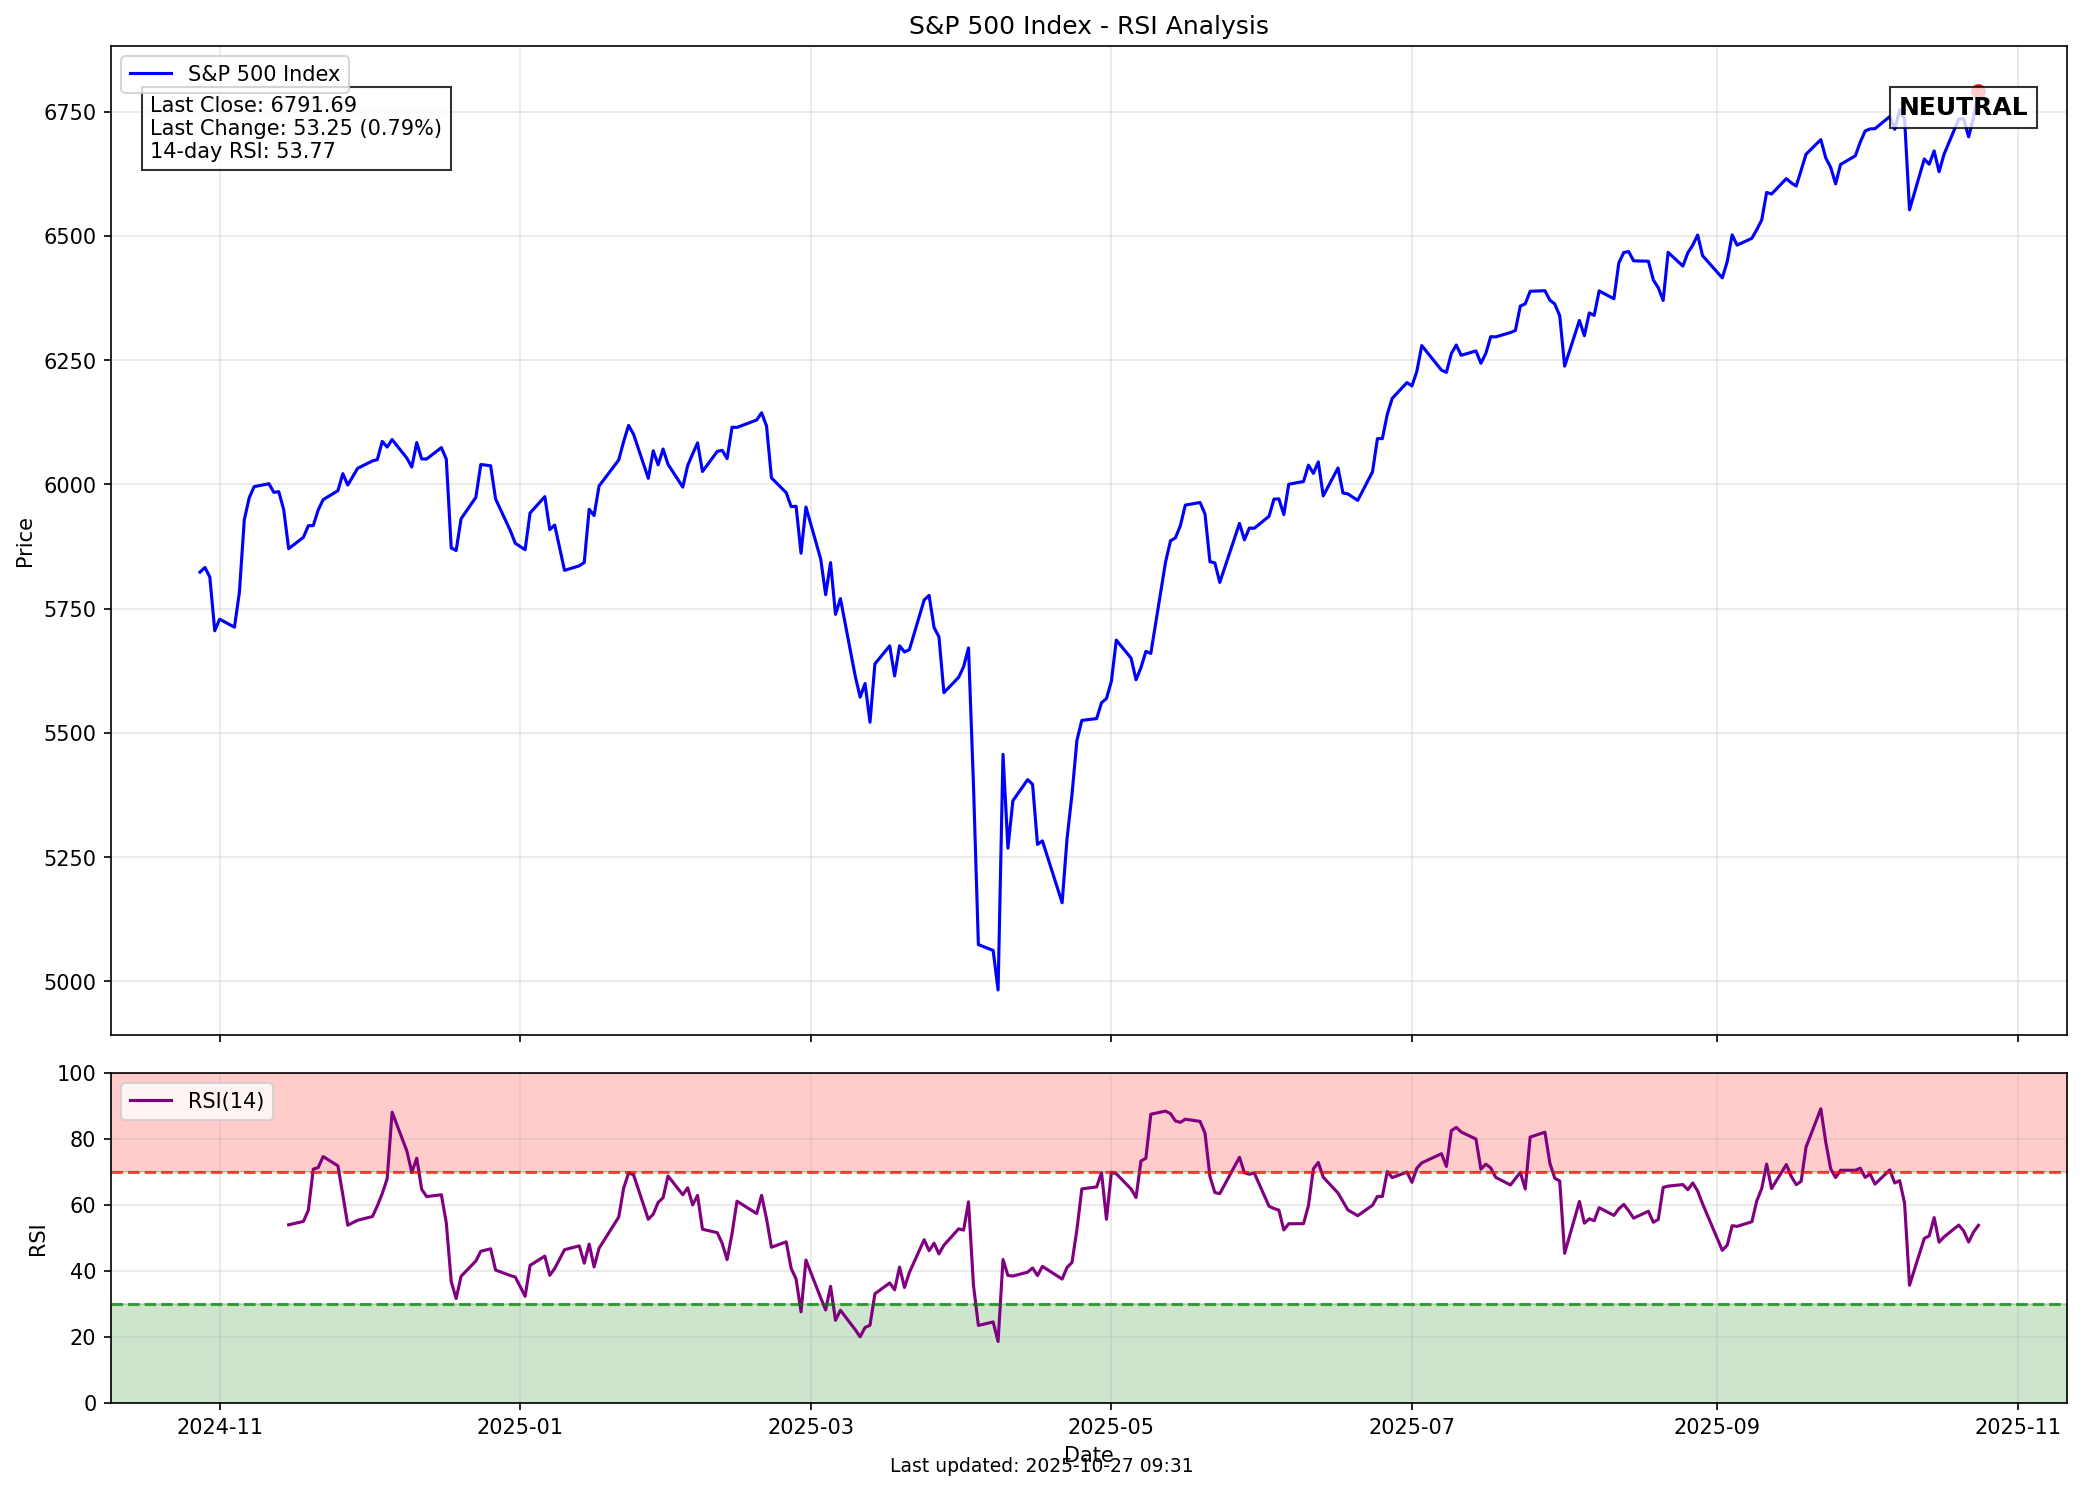 S&P 500 Index - RSI Analysis
S&P 500 Index
Last Close: 6791.69
Last Change: 53.25 (0.79%)
14-day RSI: 53.77
NEUTRAL
Price
6750
6500
6250
6000
5750
5500
5250
5000
RSI(14)
RSI
100
80
60
40
20
0
2024-11
2025-01
2025-03
2025-05
2025-07
2025-09
2025-11
Date
Last updated: 2025-10-27 09:31